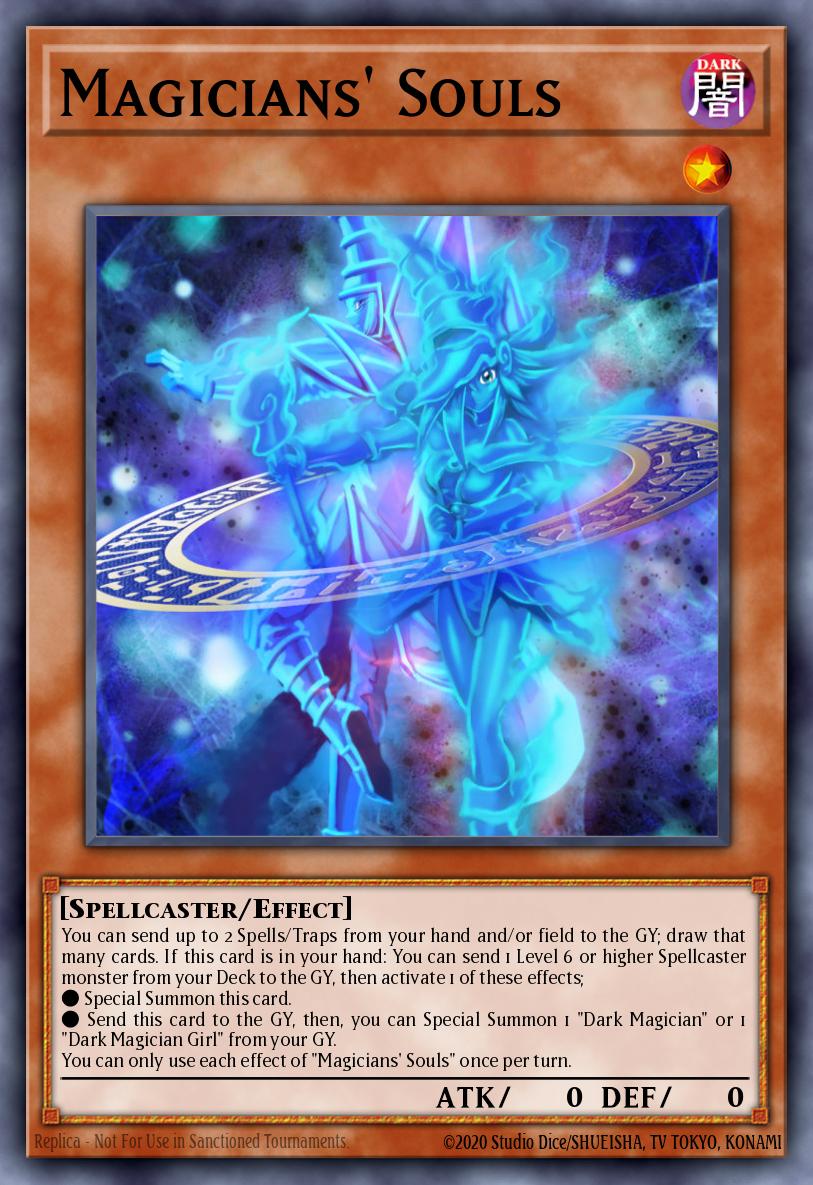 Magicians' Souls
DARK
闇
[Spellcaster/Effect]
You can send up to 2 Spells/Traps from your hand and/or field to the GY; draw that
many cards. If this card is in your hand: You can send 1 Level 6 or higher Spellcaster
monster from your Deck to the GY, then activate 1 of these effects;
● Special Summon this card.
● Send this card to the GY, then, you can Special Summon 1 "Dark Magician" or 1
"Dark Magician Girl" from your GY.
You can only use each effect of "Magicians' Souls" once per turn.
ATK/ 0 DEF/ 0
Replica - Not For Use in Sanctioned Tournaments.
©2020 Studio Dice/SHUEISHA, TV TOKYO, KONAMI